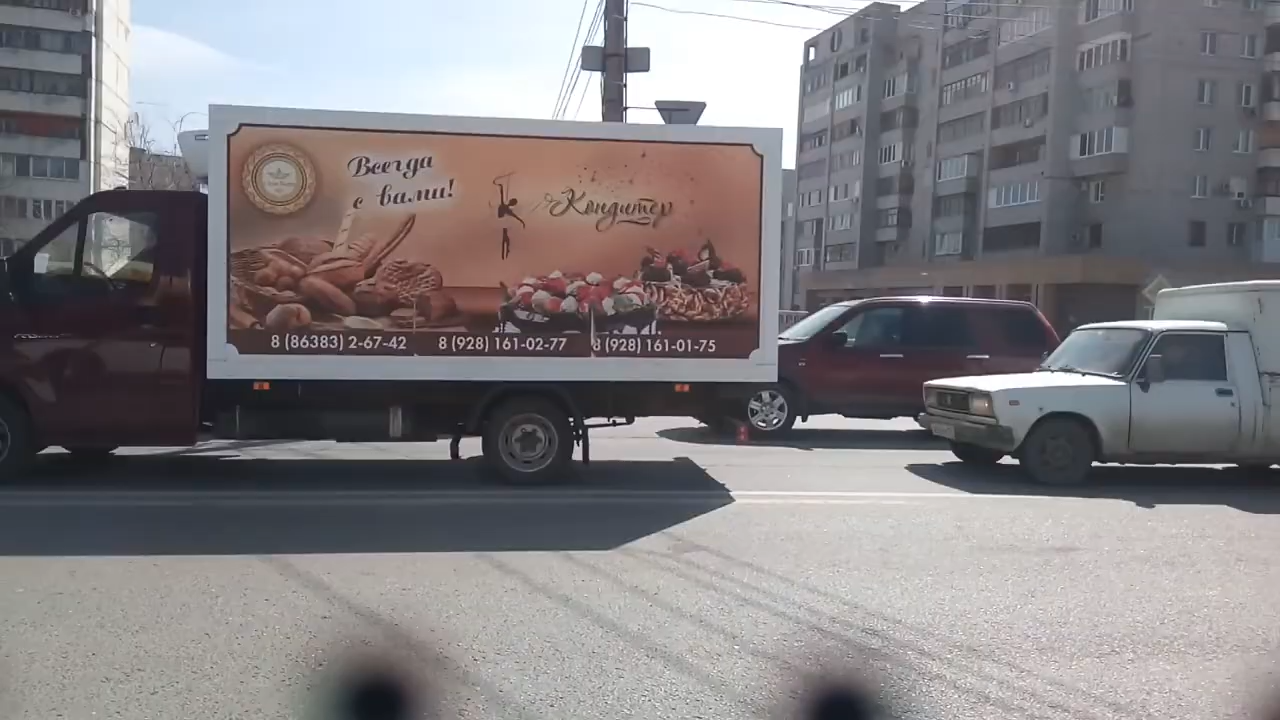 Всегда
с вами!
Кондитер
8 (86383) 2-67-42
8 (928) 161-02-77
8 (928) 161-01-75